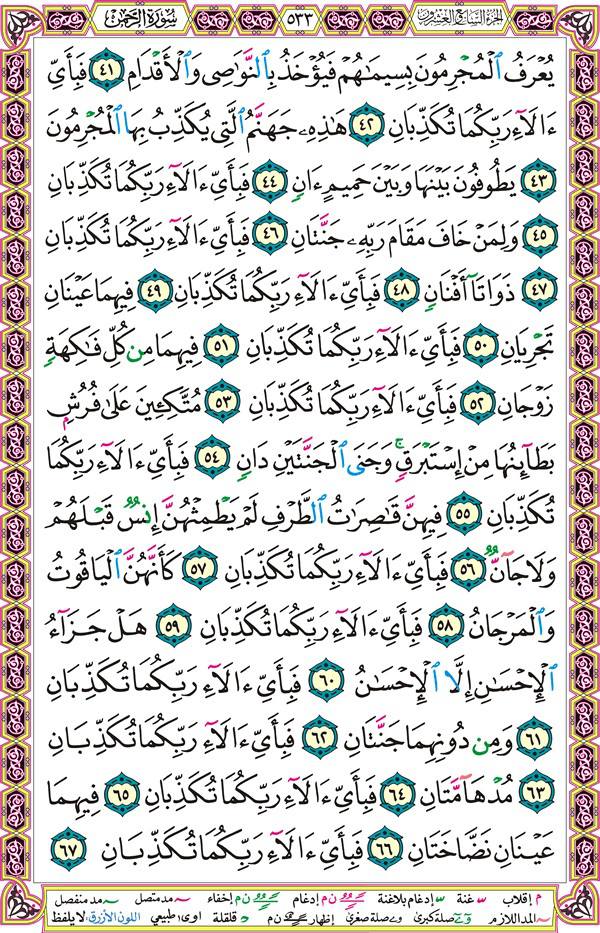 الجزء السابع والعشرون ٥٣٣ سورة الرحمن
يُعْرَفُ ٱلْمُجْرِمُونَ بِسِيمَـٰهُمْ فَيُؤْخَذُ بِٱلنَّوَٰصِى وَٱلْأَقْدَامِ ٤١ فَبِأَىِّ
ءَالَآءِ رَبِّكُمَا تُكَذِّبَانِ ٤٢ هَـٰذِهِۦ جَهَنَّمُ ٱلَّتِى يُكَذِّبُ بِهَا ٱلْمُجْرِمُونَ
٤٣ يَطُوفُونَ بَيْنَهَا وَبَيْنَ حَمِيمٍ ءَانٍ ٤٤ فَبِأَىِّ ءَالَآءِ رَبِّكُمَا تُكَذِّبَانِ
٤٥ وَلِمَنْ خَافَ مَقَامَ رَبِّهِۦ جَنَّتَانِ ٤٦ فَبِأَىِّ ءَالَآءِ رَبِّكُمَا تُكَذِّبَانِ
٤٧ ذَوَاتَآ أَفْنَانٍ ٤٨ فَبِأَىِّ ءَالَآءِ رَبِّكُمَا تُكَذِّبَانِ ٤٩ فِيهِمَا عَيْنَانِ
تَجْرِيَانِ ٥٠ فَبِأَىِّ ءَالَآءِ رَبِّكُمَا تُكَذِّبَانِ ٥١ فِيهِمَا مِن كُلِّ فَـٰكِهَةٍ
زَوْجَانِ ٥٢ فَبِأَىِّ ءَالَآءِ رَبِّكُمَا تُكَذِّبَانِ ٥٣ مُتَّكِـِٔينَ عَلَىٰ فُرُشٍۭ
بَطَآئِنُهَا مِنْ إِسْتَبْرَقٍ ۚ وَجَنَى ٱلْجَنَّتَيْنِ دَانٍ ٥٤ فَبِأَىِّ ءَالَآءِ رَبِّكُمَا
تُكَذِّبَانِ ٥٥ فِيهِنَّ قَـٰصِرَٰتُ ٱلطَّرْفِ لَمْ يَطْمِثْهُنَّ إِنسٌ قَبْلَهُمْ
وَلَا جَآنٌّ ٥٦ فَبِأَىِّ ءَالَآءِ رَبِّكُمَا تُكَذِّبَانِ ٥٧ كَأَنَّهُنَّ ٱلْيَاقُوتُ
وَٱلْمَرْجَانُ ٥٨ فَبِأَىِّ ءَالَآءِ رَبِّكُمَا تُكَذِّبَانِ ٥٩ هَلْ جَزَآءُ
ٱلْإِحْسَـٰنِ إِلَّا ٱلْإِحْسَـٰنُ ٦٠ فَبِأَىِّ ءَالَآءِ رَبِّكُمَا تُكَذِّبَانِ
٦١ وَمِن دُونِهِمَا جَنَّتَانِ ٦٢ فَبِأَىِّ ءَالَآءِ رَبِّكُمَا تُكَذِّبَانِ
٦٣ مُدْهَآمَّتَانِ ٦٤ فَبِأَىِّ ءَالَآءِ رَبِّكُمَا تُكَذِّبَانِ ٦٥ فِيهِمَا
عَيْنَانِ نَضَّاخَتَانِ ٦٦ فَبِأَىِّ ءَالَآءِ رَبِّكُمَا تُكَذِّبَانِ ٦٧
م إقلاب غنة إدغام بلاغنة ن م إدغام إخفاء مد متصل مد منفصل
المد اللازم صلة كبرى صلة صغرى إظهار ن م قلقلة اوى: طبيعي اللون الأزرق: لا يلفظ